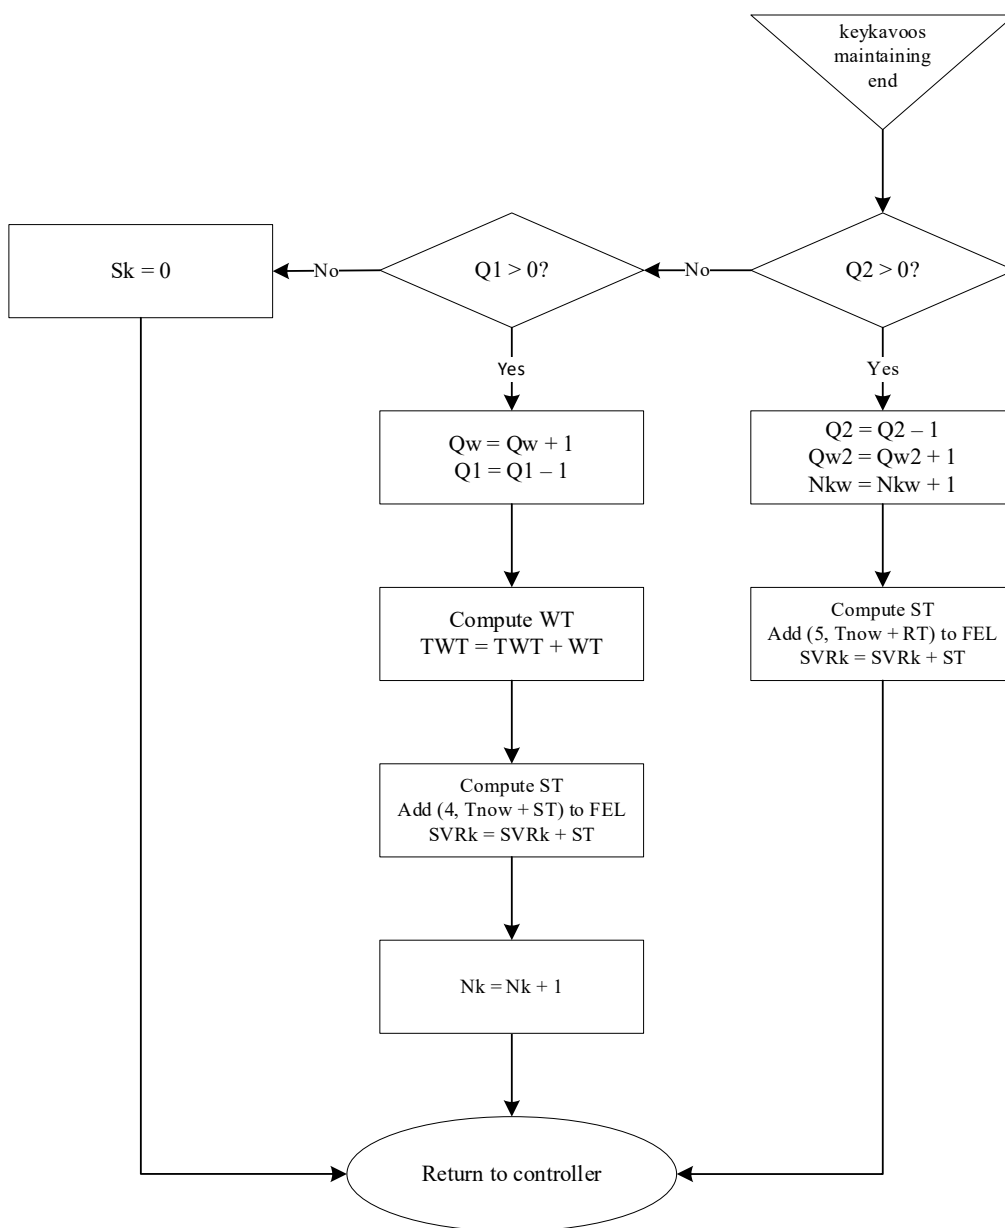 keykavoos
maintaining
end
Q2 > 0?
No
Q1 > 0?
No
Sk = 0
Yes
Yes
Qw = Qw + 1
Q1 = Q1 – 1
Q2 = Q2 – 1
Qw2 = Qw2 + 1
Nkw = Nkw + 1
Compute WT
TWT = TWT + WT
Compute ST
Add (5, Tnow + RT) to FEL
SVRk = SVRk + ST
Compute ST
Add (4, Tnow + ST) to FEL
SVRk = SVRk + ST
Nk = Nk + 1
Return to controller